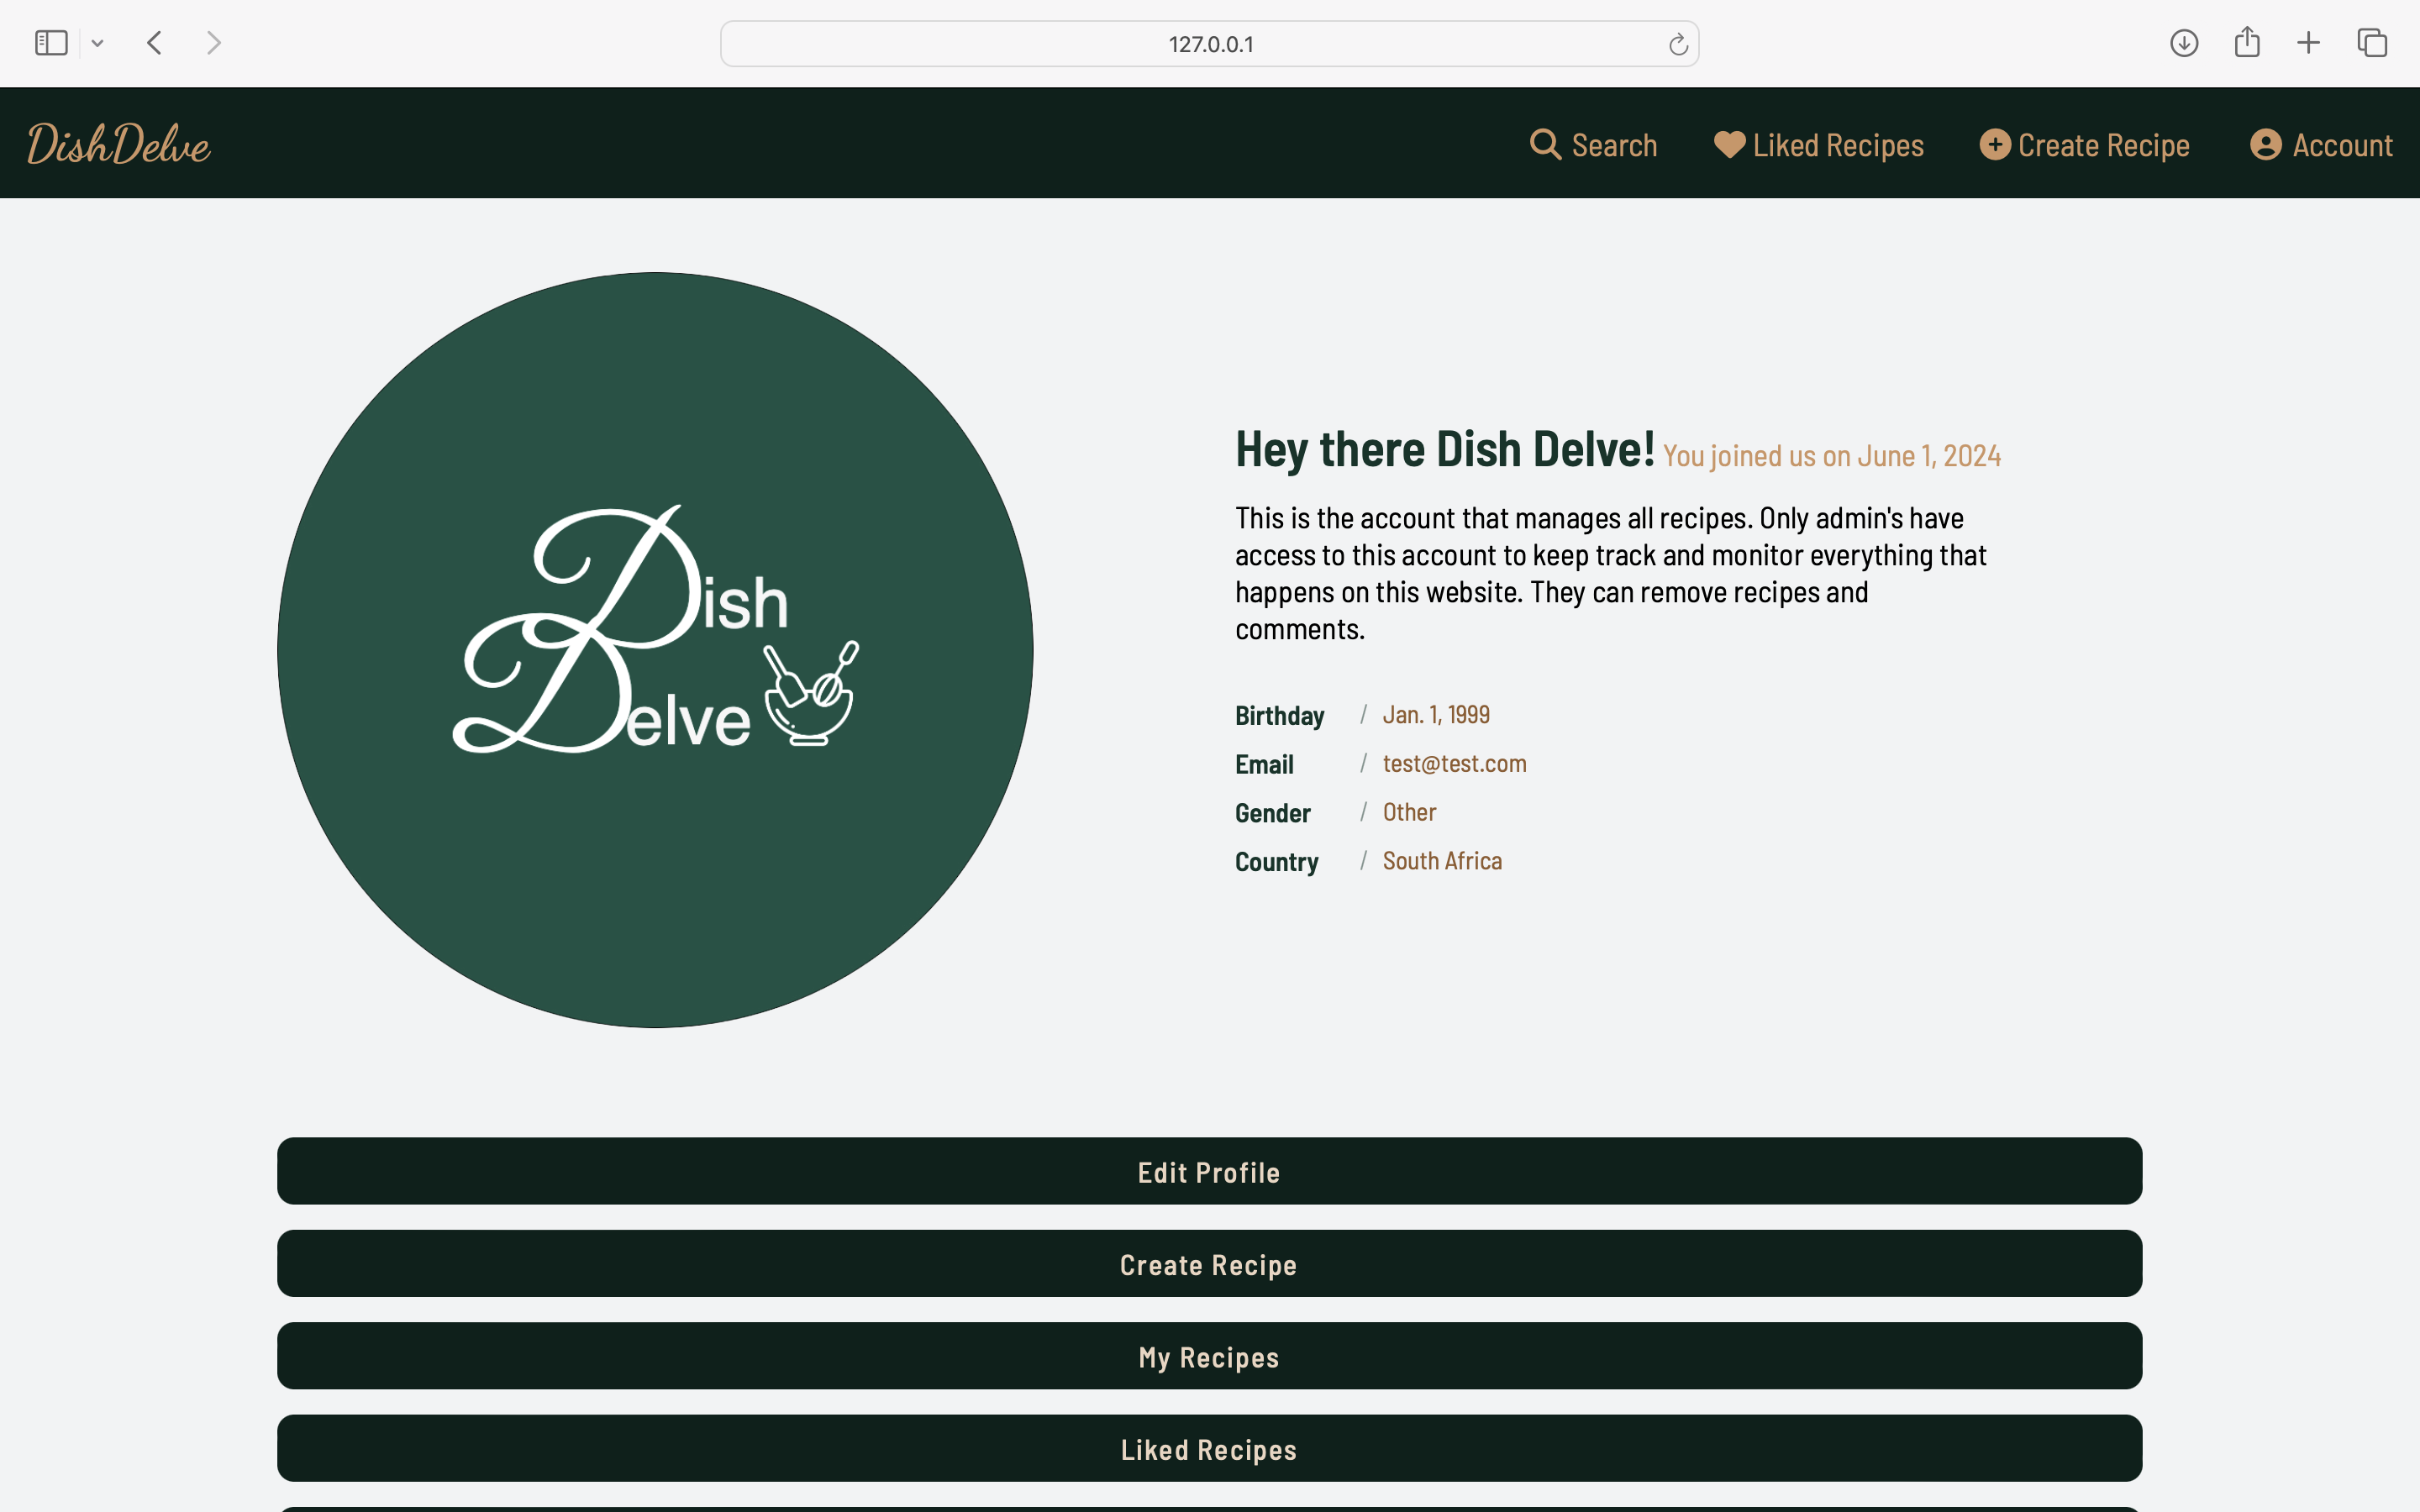 127.0.0.1
DishDelve
Search
Liked Recipes
Create Recipe
Account
Dish
Delve
Hey there Dish Delve! You joined us on June 1, 2024
This is the account that manages all recipes. Only admin's have
access to this account to keep track and monitor everything that
happens on this website. They can remove recipes and
comments.
Birthday / Jan. 1, 1999
Email / test@test.com
Gender / Other
Country / South Africa
Edit Profile
Create Recipe
My Recipes
Liked Recipes